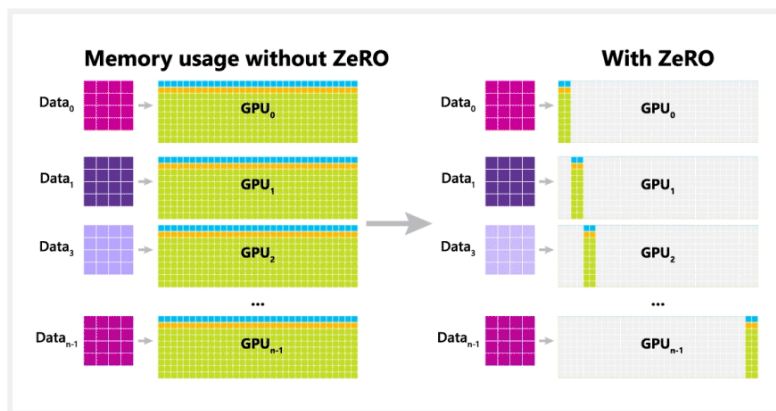 Memory usage without ZeRO
With ZeRO
Data0
GPU0
Data0
GPU0
Data1
GPU1
Data1
GPU1
Data3
GPU2
Data3
GPU2
...
...
Datan-1
GPUn-1
Datan-1
GPUn-1